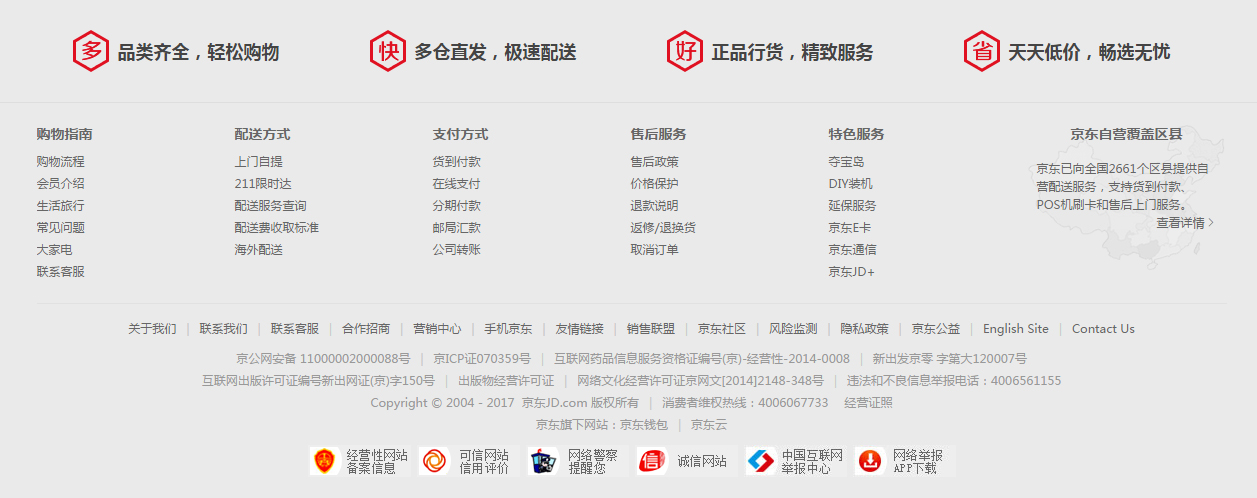 多 品类齐全，轻松购物 快 多仓直发，极速配送 好 正品行货，精致服务 省 天天低价，畅选无忧
购物指南
购物流程
会员介绍
生活旅行
常见问题
大家电
联系客服
配送方式
上门自提
211限时达
配送服务查询
配送费收取标准
海外配送
支付方式
货到付款
在线支付
分期付款
邮局汇款
公司转账
售后服务
售后政策
价格保护
退款说明
返修/退换货
取消订单
特色服务
夺宝岛
DIY装机
延保服务
京东E卡
京东通信
京东JD+
京东自营覆盖区县
京东已向全国2661个区县提供自
营配送服务，支持货到付款、
POS机刷卡和售后上门服务。
查看详情 >
关于我们 | 联系我们 | 联系客服 | 合作招商 | 营销中心 | 手机京东 | 友情链接 | 销售联盟 | 京东社区 | 风险监测 | 隐私政策 | 京东公益 | English Site | Contact Us
京公网安备 11000002000088号 | 京ICP证070359号 | 互联网药品信息服务资格证编号(京)-经营性-2014-0008 | 新出发京零 字第大120007号
互联网出版许可证编号新出网证(京)字150号 | 出版物经营许可证 | 网络文化经营许可证京网文[2014]2148-348号 | 违法和不良信息举报电话：4006561155
Copyright © 2004 - 2017 京东JD.com 版权所有 | 消费者维权热线：4006067733 经营证照
京东旗下网站：京东钱包 | 京东云
经营性网站
备案信息
可信网站
信用评价
网络警察
提醒您
诚信网站
中国互联网
举报中心
网络举报
APP下载